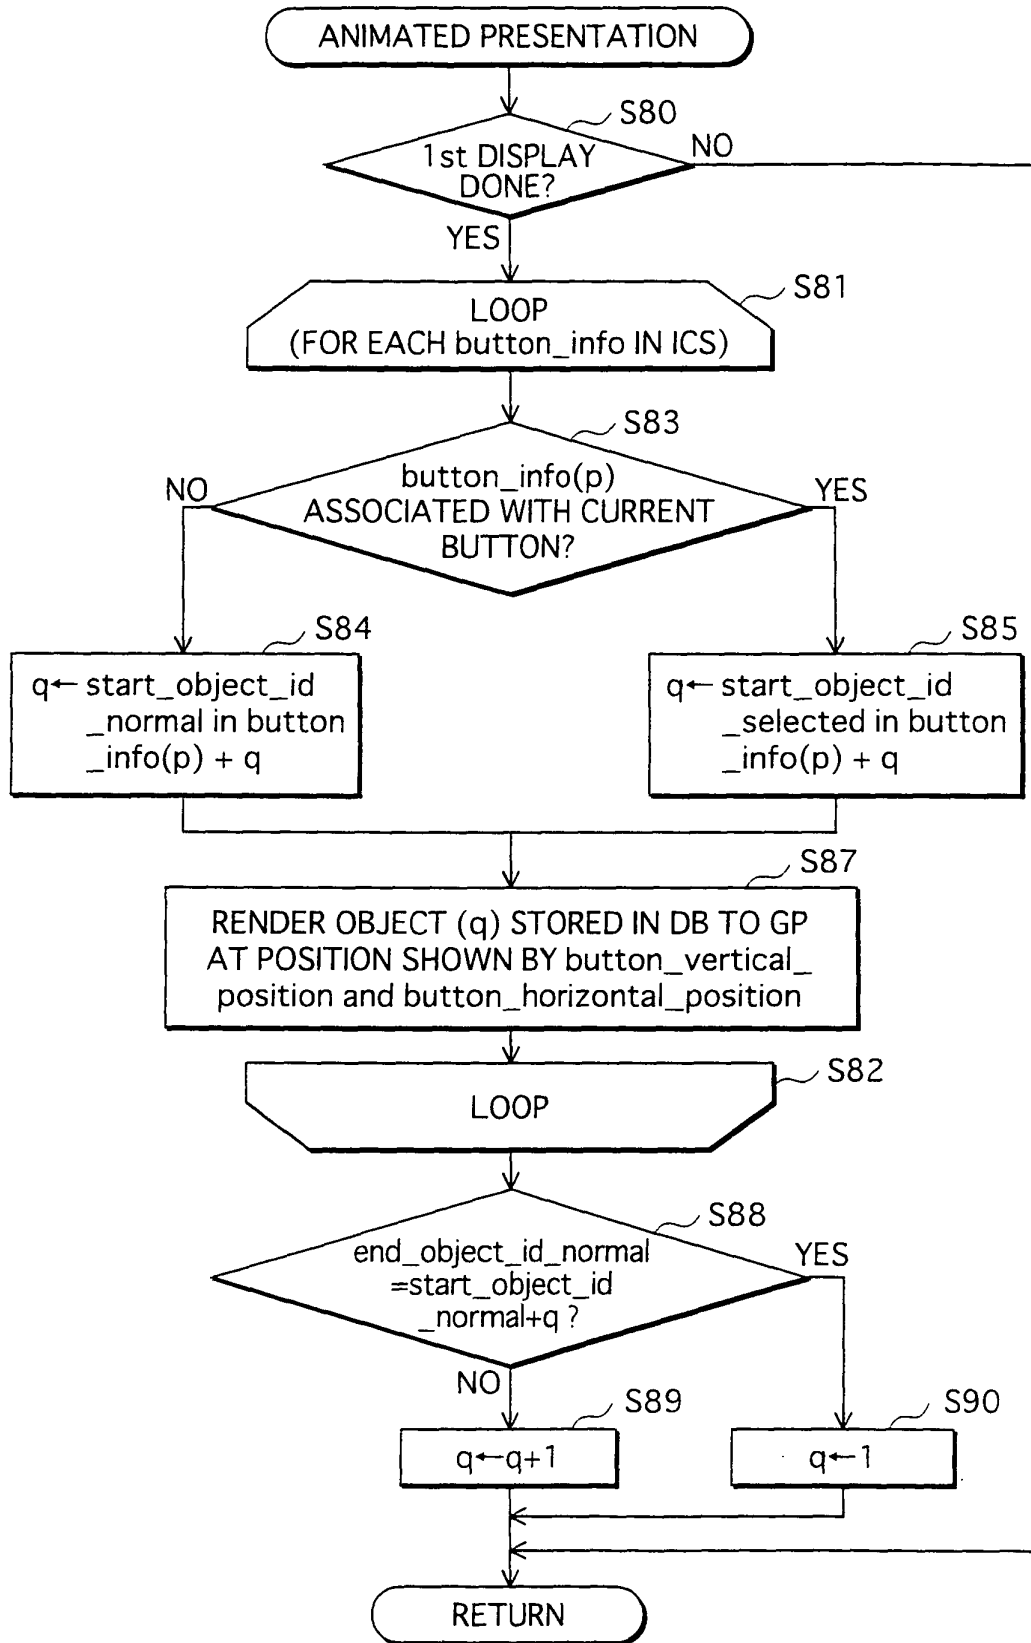 ANIMATED PRESENTATION
S80
1st DISPLAY
DONE?
NO
YES
S81
LOOP
(FOR EACH button_info IN ICS)
S83
button_info(p)
ASSOCIATED WITH CURRENT
BUTTON?
NO
YES
S84
q← start_object_id
_normal in button
_info(p) + q
S85
q← start_object_id
_selected in button
_info(p) + q
S87
RENDER OBJECT (q) STORED IN DB TO GP
AT POSITION SHOWN BY button_vertical_
position and button_horizontal_position
S82
LOOP
S88
end_object_id_normal
=start_object_id
_normal+q ?
YES
NO
S89
q←q+1
S90
q←1
RETURN